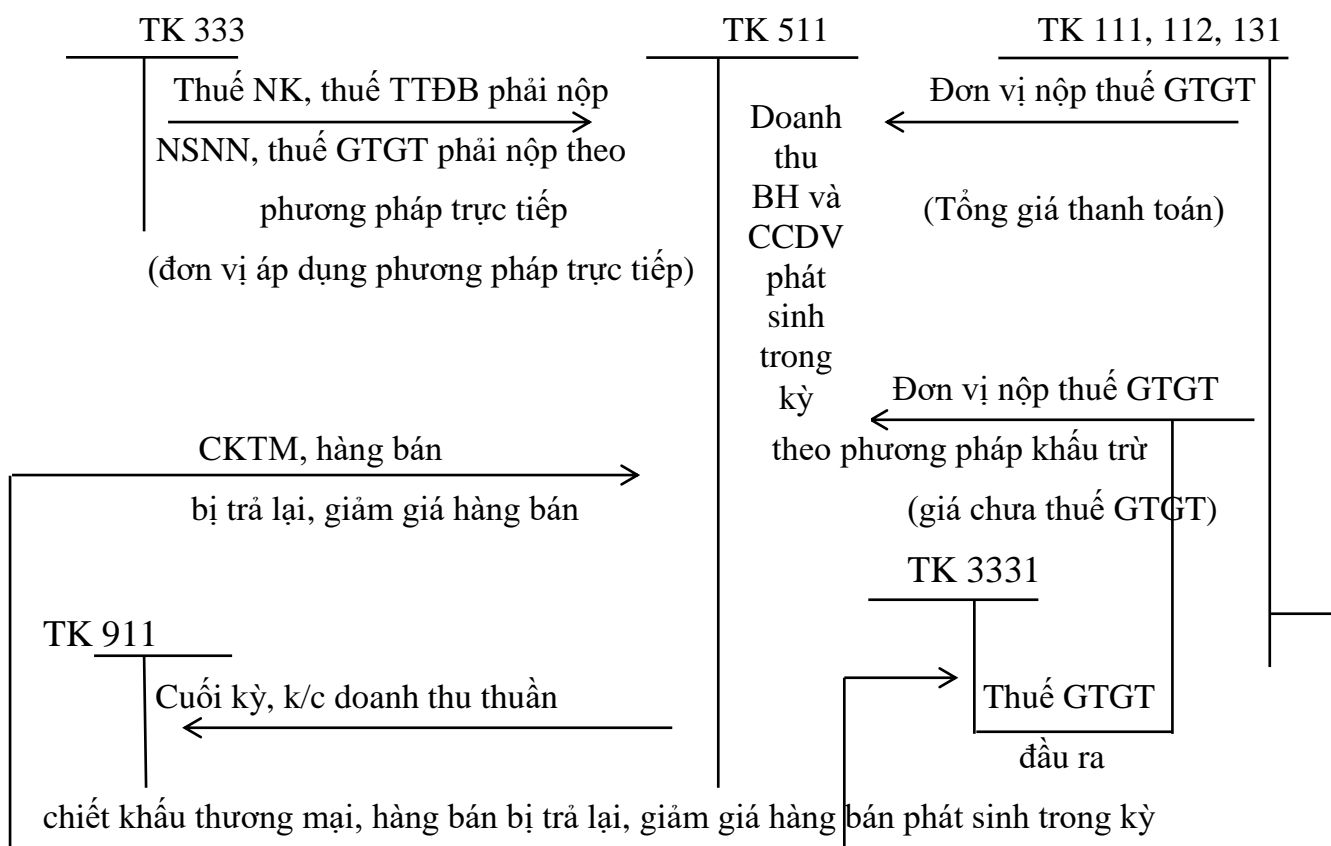 TK 333
TK 511
TK 111, 112, 131
Thuế NK, thuế TTĐB phải nộp
NSNN, thuế GTGT phải nộp theo
phương pháp trực tiếp
(đơn vị áp dụng phương pháp trực tiếp)
Doanh
thu
BH và
CCDV
phát
sinh
trong
kỳ
Đơn vị nộp thuế GTGT
(Tổng giá thanh toán)
Đơn vị nộp thuế GTGT
theo phương pháp khấu trừ
(giá chưa thuế GTGT)
CKTM, hàng bán
bị trả lại, giảm giá hàng bán
TK 3331
TK 911
Cuối kỳ, k/c doanh thu thuần
Thuế GTGT
đầu ra
chiết khấu thương mại, hàng bán bị trả lại, giảm giá hàng bán phát sinh trong kỳ